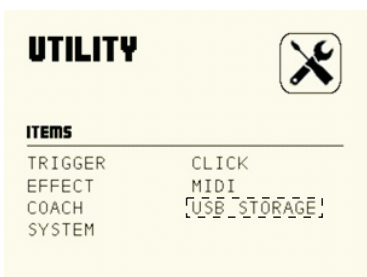 UTILITY
ITEMS
TRIGGER CLICK
EFFECT MIDI
COACH USB STORAGE
SYSTEM